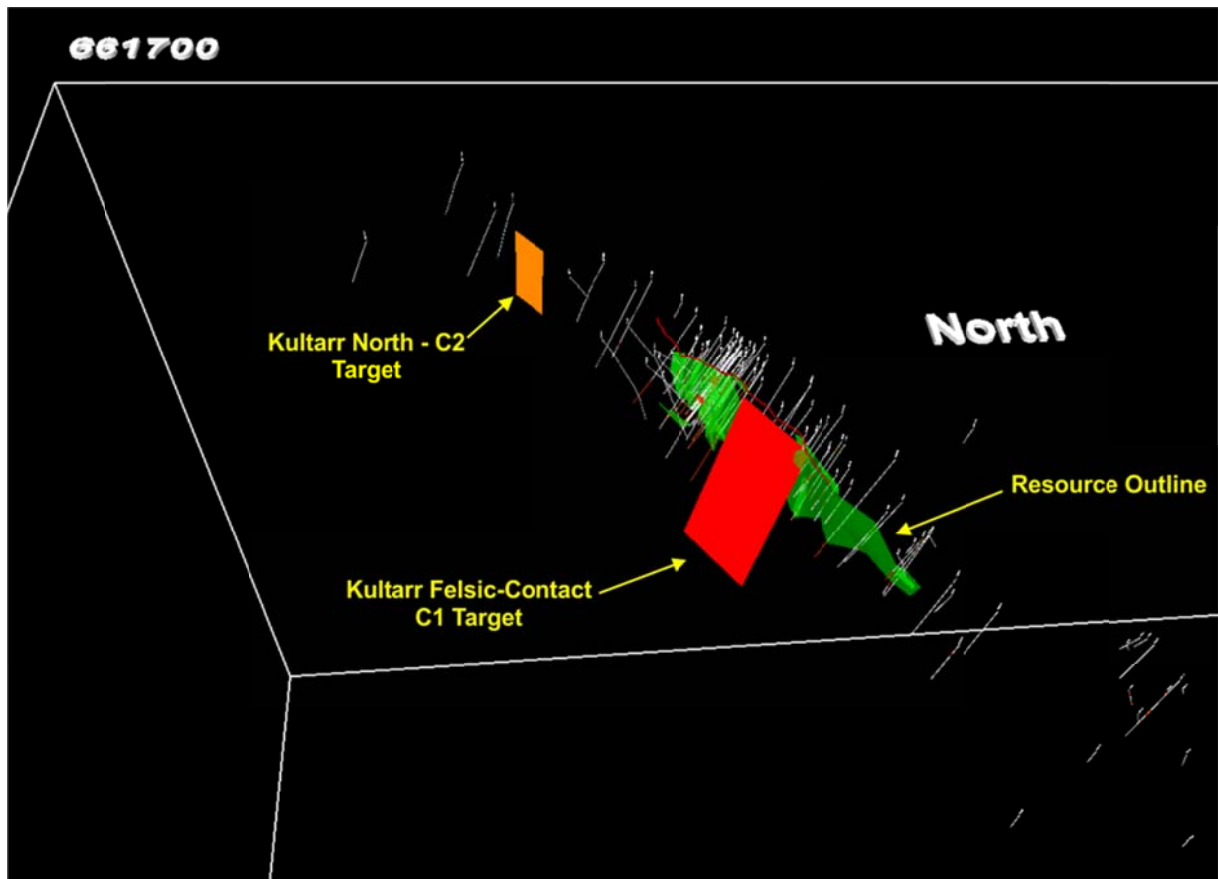 661700
North
Kultarr North - C2
Target
Resource Outline
Kultarr Felsic-Contact
C1 Target